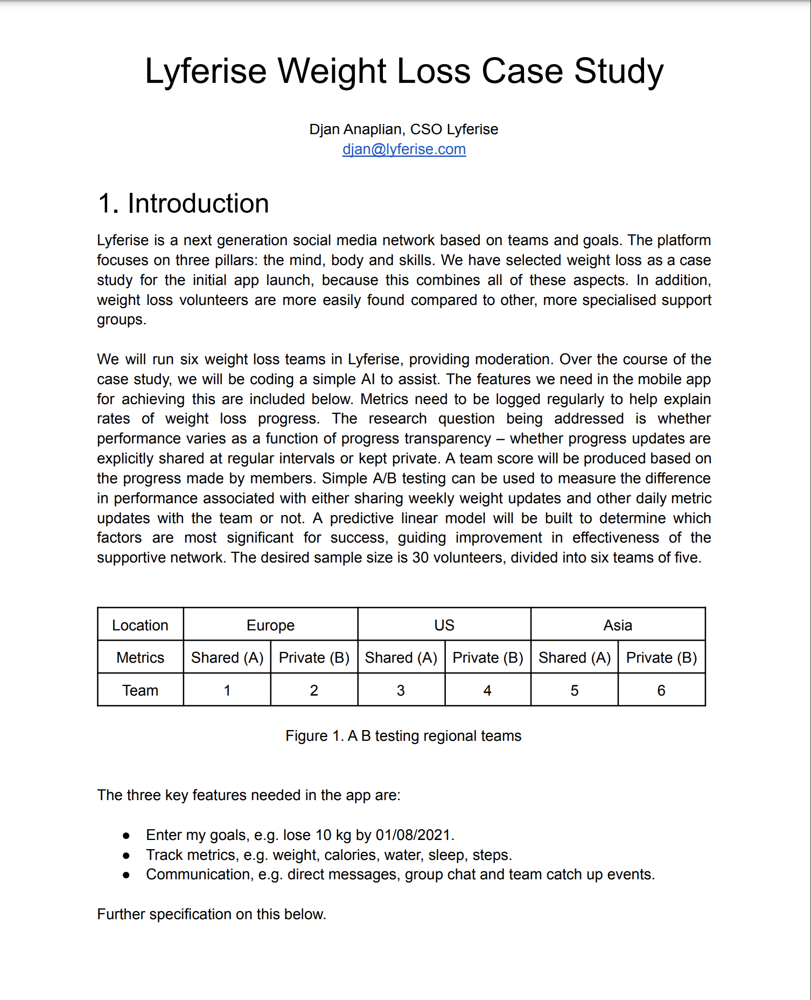 Lyferise Weight Loss Case Study
Djan Anaplian, CSO Lyferise
djan@lyferise.com
1. Introduction
Lyferise is a next generation social media network based on teams and goals. The platform
focuses on three pillars: the mind, body and skills. We have selected weight loss as a case
study for the initial app launch, because this combines all of these aspects. In addition,
weight loss volunteers are more easily found compared to other, more specialised support
groups.
We will run six weight loss teams in Lyferise, providing moderation. Over the course of the
case study, we will be coding a simple AI to assist. The features we need in the mobile app
for achieving this are included below. Metrics need to be logged regularly to help explain
rates of weight loss progress. The research question being addressed is whether
performance varies as a function of progress transparency – whether progress updates are
explicitly shared at regular intervals or kept private. A team score will be produced based on
the progress made by members. Simple A/B testing can be used to measure the difference
in performance associated with either sharing weekly weight updates and other daily metric
updates with the team or not. A predictive linear model will be built to determine which
factors are most significant for success, guiding improvement in effectiveness of the
supportive network. The desired sample size is 30 volunteers, divided into six teams of five.
Location Europe US Asia
Metrics Shared (A) Private (B) Shared (A) Private (B) Shared (A) Private (B)
Team 1 2 3 4 5 6
Figure 1. A B testing regional teams
The three key features needed in the app are:
● Enter my goals, e.g. lose 10 kg by 01/08/2021.
● Track metrics, e.g. weight, calories, water, sleep, steps.
● Communication, e.g. direct messages, group chat and team catch up events.
Further specification on this below.